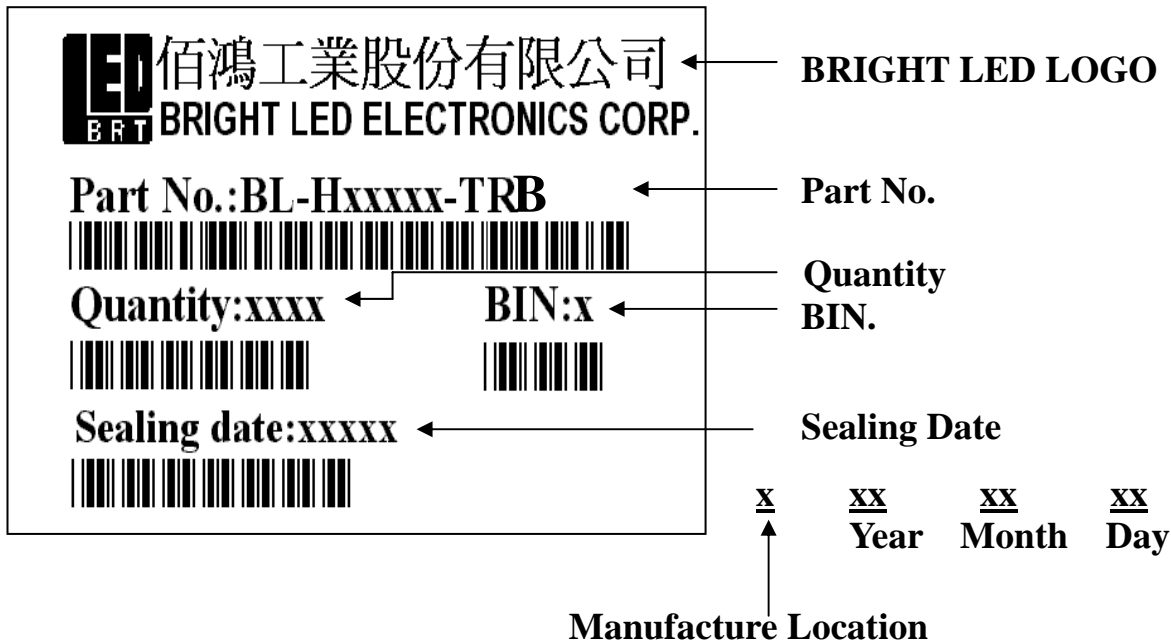 LED
BRT
佰鴻工業股份有限公司
BRIGHT LED ELECTRONICS CORP.
BRIGHT LED LOGO
Part No.:BL-Hxxxxx-TRB
Part No.
Quantity:xxxx
BIN:x
Quantity
BIN.
Sealing date:xxxxx
Sealing Date
x xx xx xx
Year Month Day
Manufacture Location